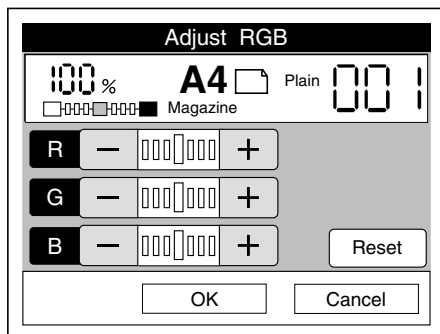 Adjust RGB
100 % A4 Plain 001
Magazine
R − +
G − +
B − + Reset
OK Cancel